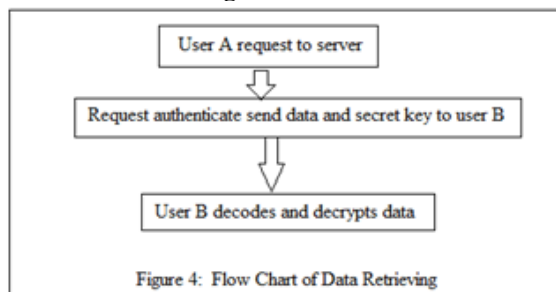 User A request to server
Request authenticate send data and secret key to user B
User B decodes and decrypts data
Figure 4: Flow Chart of Data Retrieving